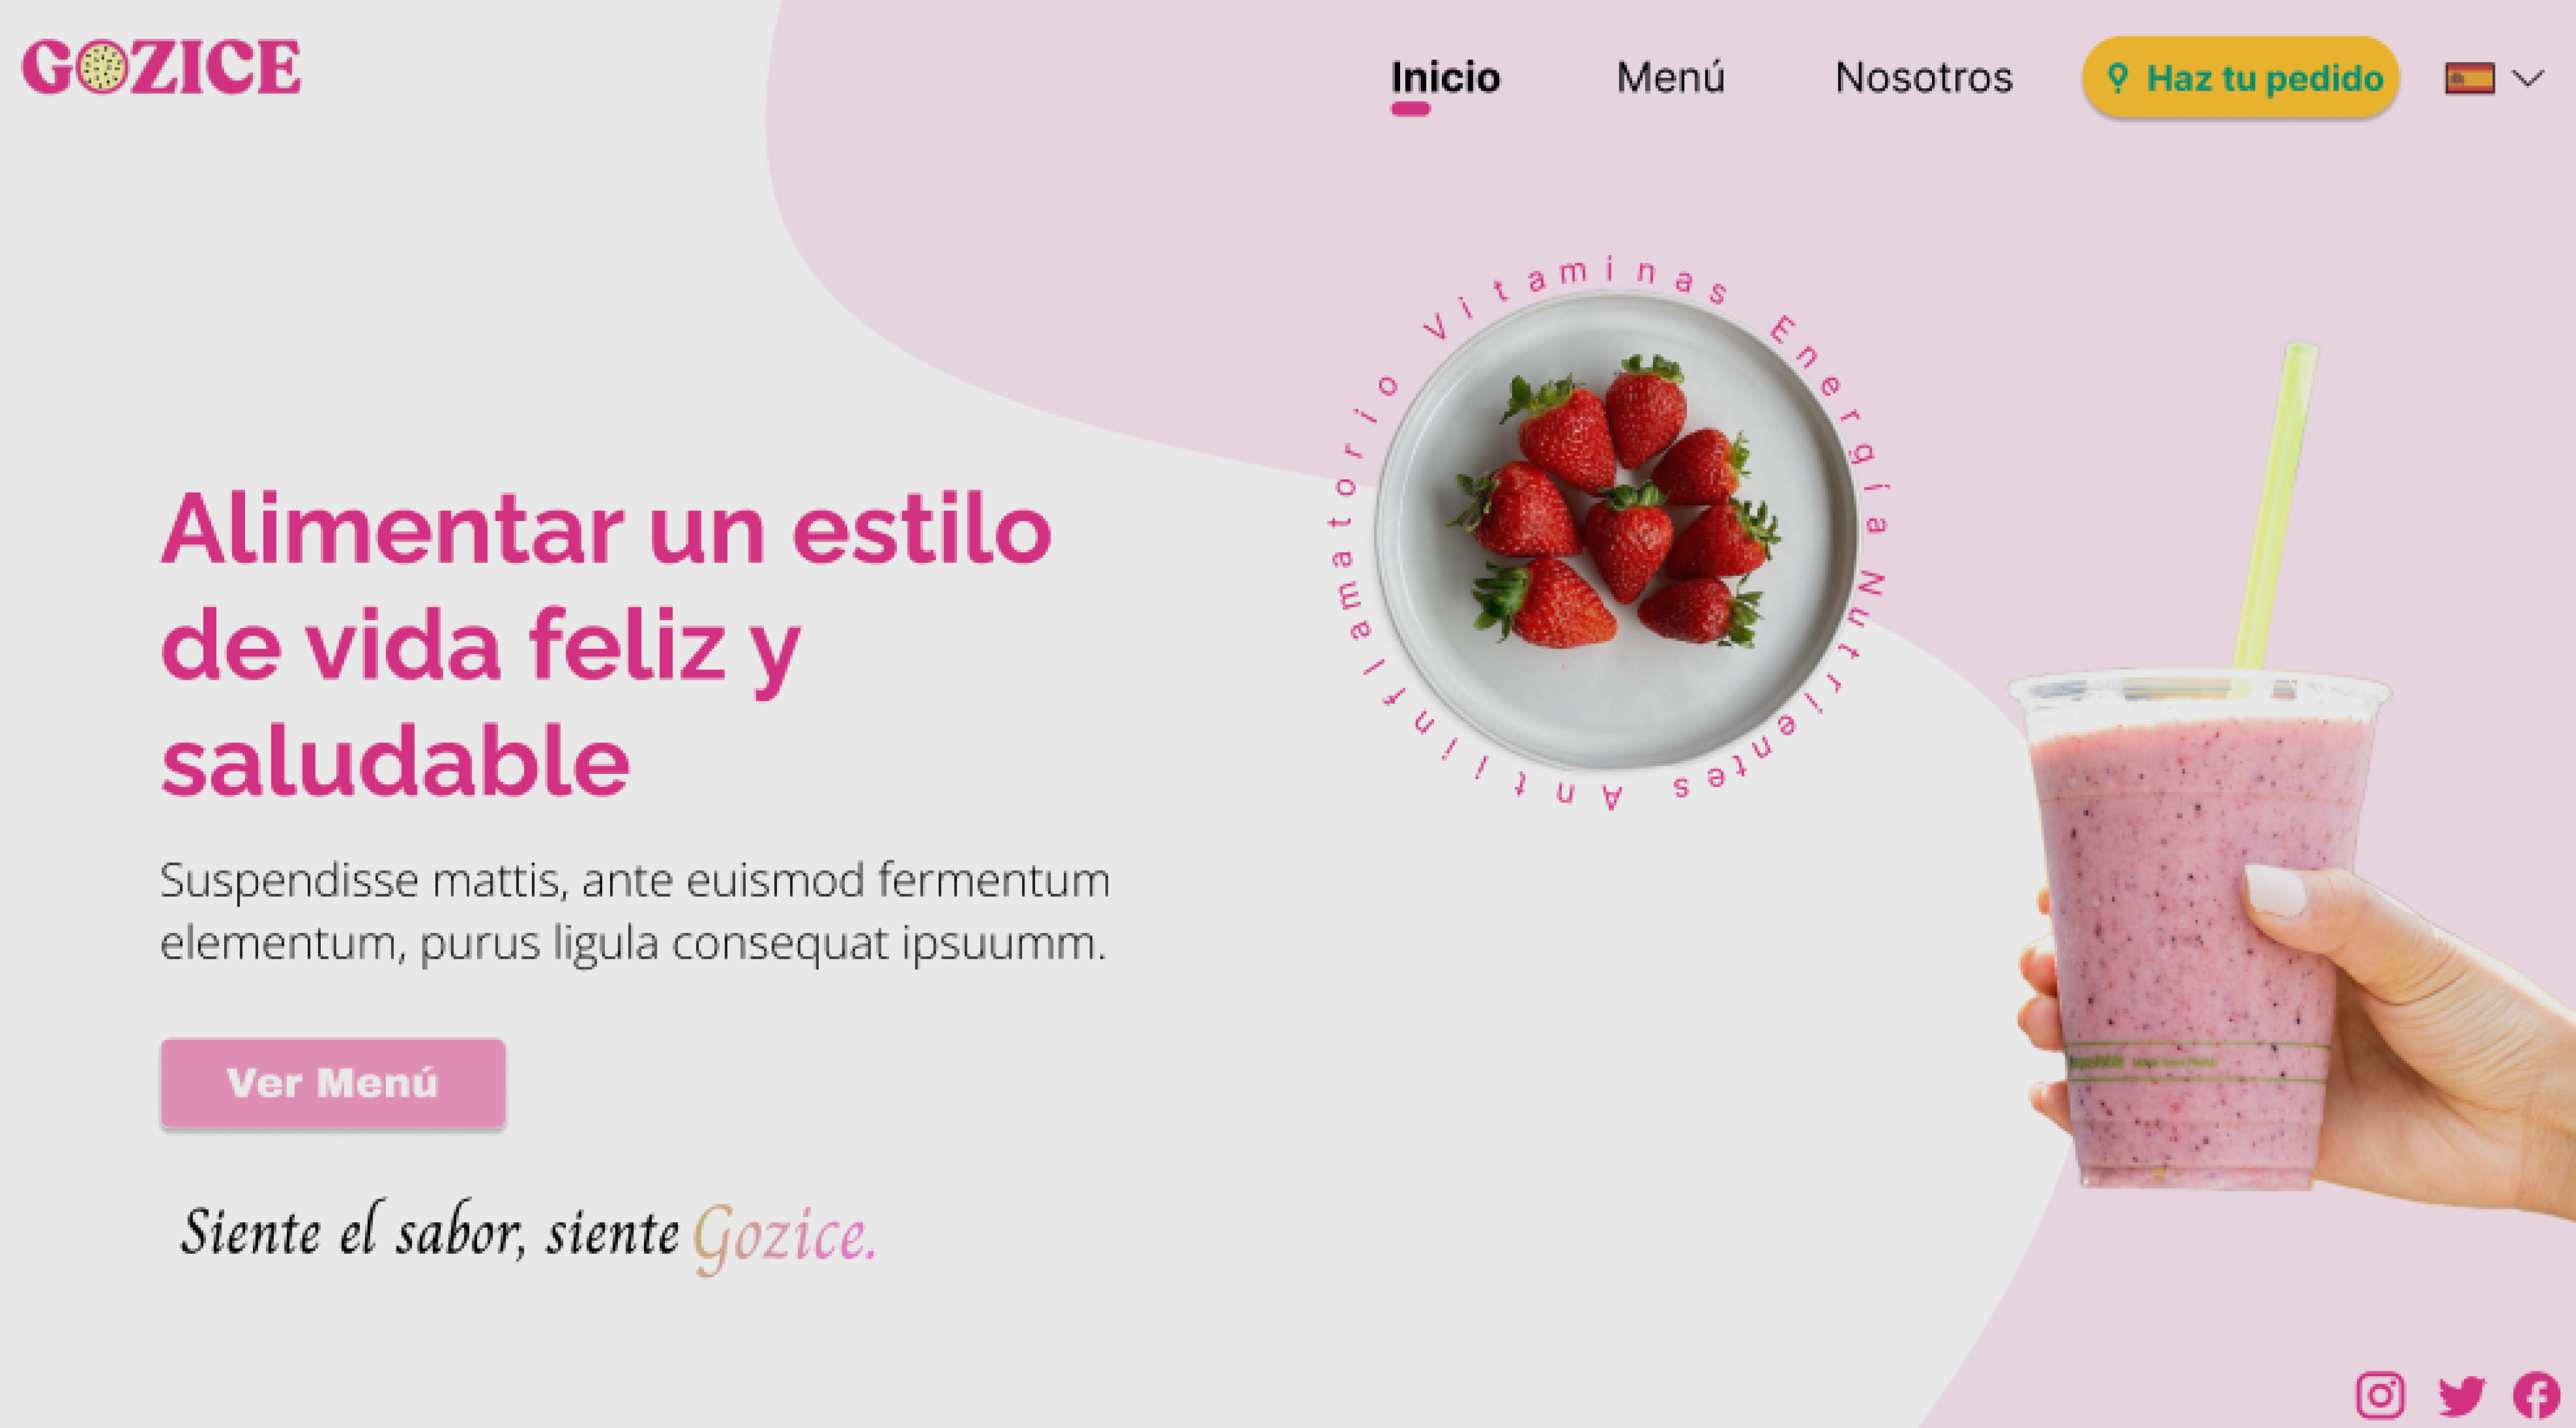 GOZICE
Inicio
Menú
Nosotros
Haz tu pedido
Vitaminas Energía Nutrientes Antiinflamatorio
Alimentar un estilo
de vida feliz y
saludable
Suspendisse mattis, ante euismod fermentum
elementum, purus ligula consequat ipsuumm.
Ver Menú
Siente el sabor, siente Gozice.